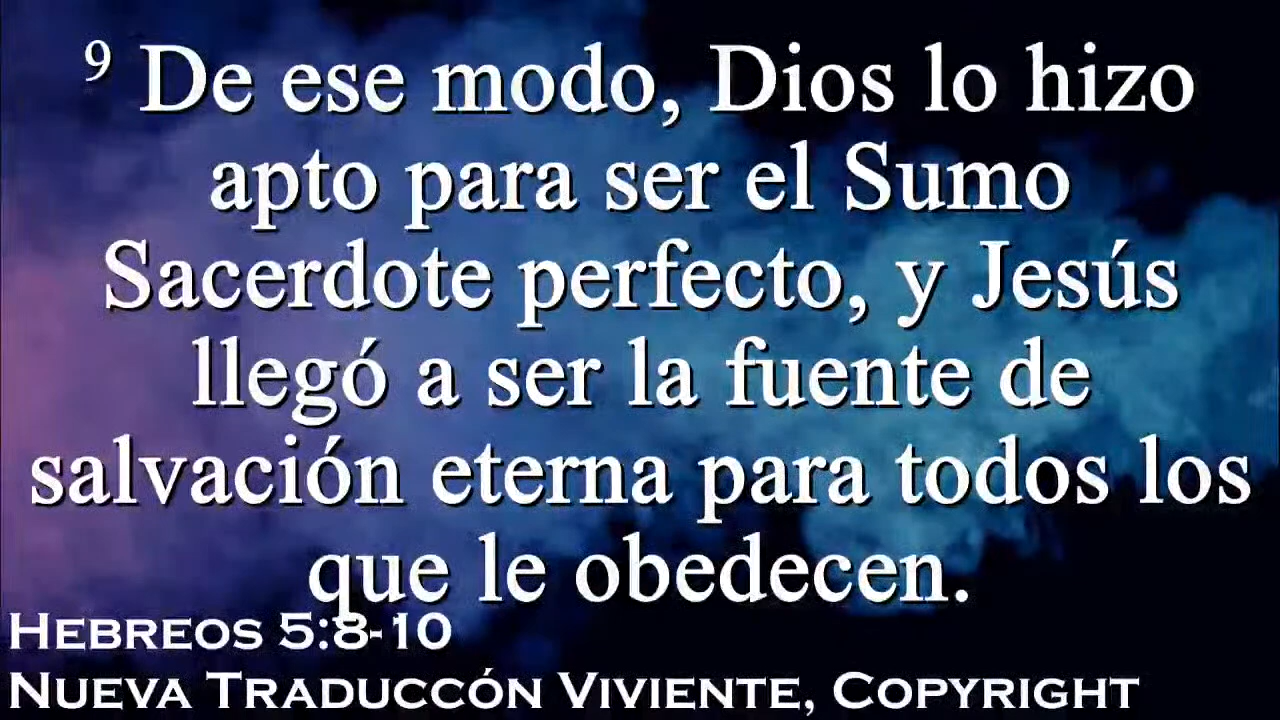 9 De ese modo, Dios lo hizo
apto para ser el Sumo
Sacerdote perfecto, y Jesús
llegó a ser la fuente de
salvación eterna para todos los
que le obedecen.
Hebreos 5:8-10
Nueva Traduccón Viviente, Copyright